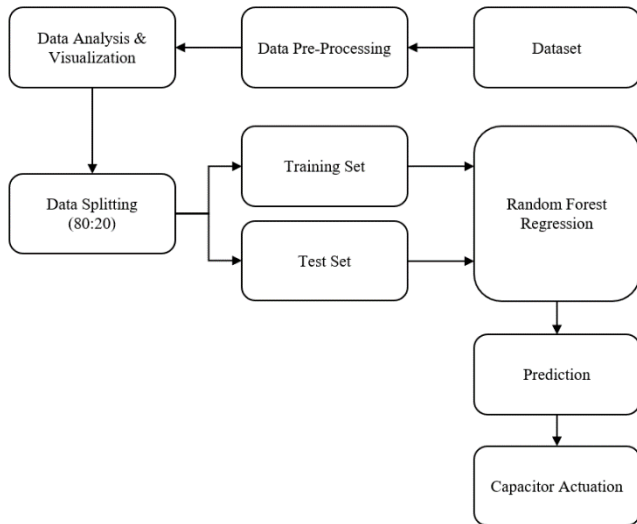 Data Analysis &
Visualization
Data Pre-Processing
Dataset
Data Splitting
(80:20)
Training Set
Test Set
Random Forest
Regression
Prediction
Capacitor Actuation